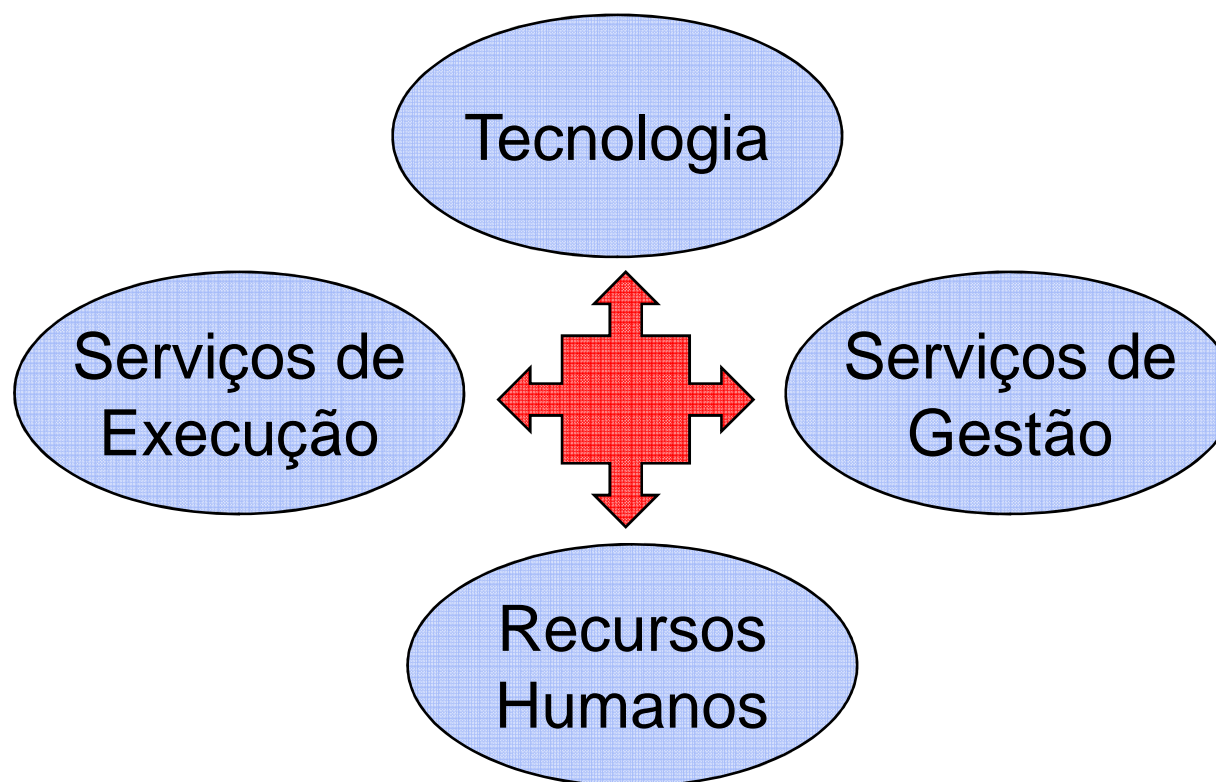 Tecnologia
Serviços de
Execução
Serviços de
Gestão
Recursos
Humanos